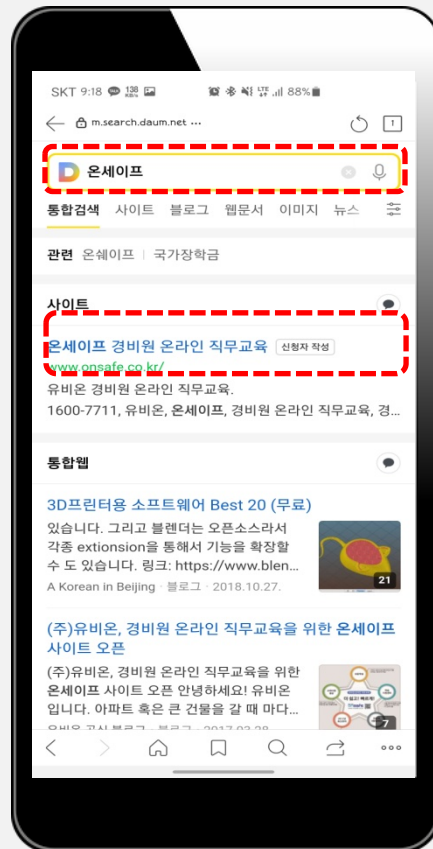 SKT 9:18 138 KB/s LTE 88%
m.search.daum.net ··· 1
온세이프
통합검색 사이트 블로그 웹문서 이미지 뉴스
관련 온쉐이프 | 국가장학금
사이트
온세이프 경비원 온라인 직무교육 신청자 작성
www.onsafe.co.kr/
유비온 경비원 온라인 직무교육.
1600-7711, 유비온, 온세이프, 경비원 온라인 직무교육, 경...
통합웹
3D프린터용 소프트웨어 Best 20 (무료)
있습니다. 그리고 블렌더는 오픈소스라서
각종 extionsion을 통해서 기능을 확장할
수 도 있습니다. 링크: https://www.blen...
21
A Korean in Beijing · 블로그 · 2018.10.27.
(주)유비온, 경비원 온라인 직무교육을 위한 온세이프
사이트 오픈
(주)유비온, 경비원 온라인 직무교육을 위한
온세이프 사이트 오픈 안녕하세요! 유비온
입니다. 아파트 혹은 큰 건물을 갈 때 마다...
7